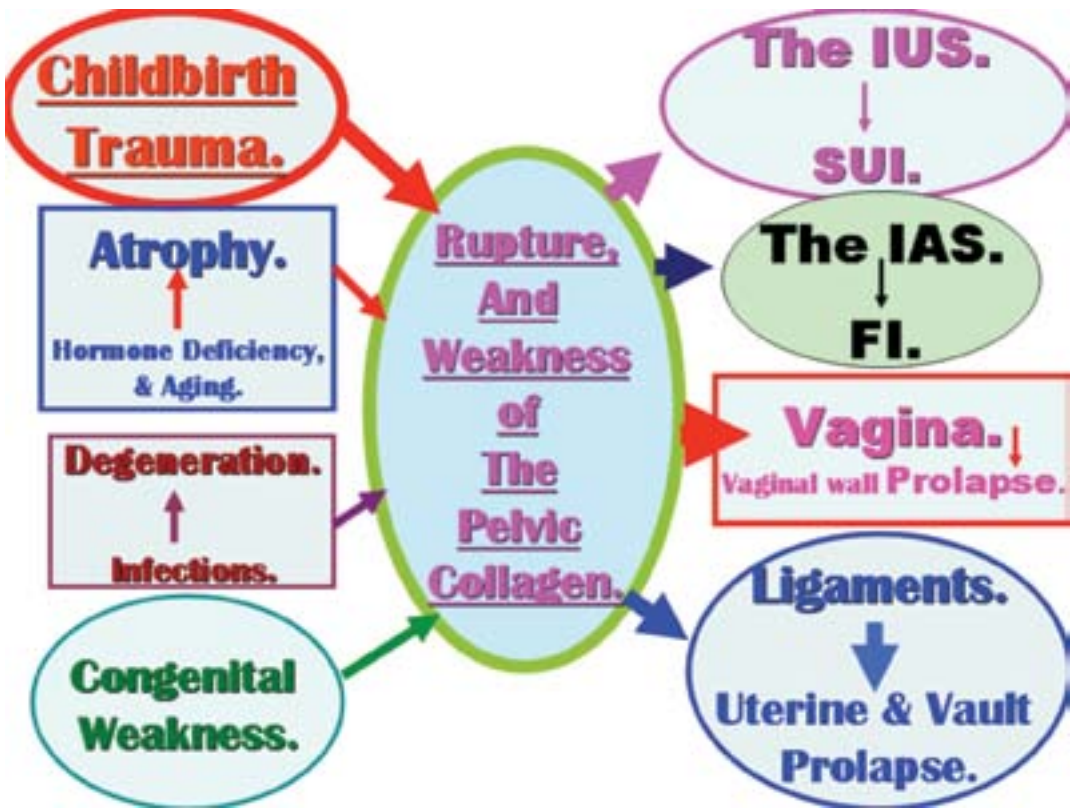 Childbirth
Trauma.
Atrophy.
Hormone Deficiency,
& Aging.
Degeneration.
Infections.
Congenital
Weakness.
Rupture,
And
Weakness
of
The
Pelvic
Collagen.
The IUS.
SUI.
The IAS.
FI.
Vagina.
Vaginal wall Prolapse.
Ligaments.
Uterine & Vault
Prolapse.